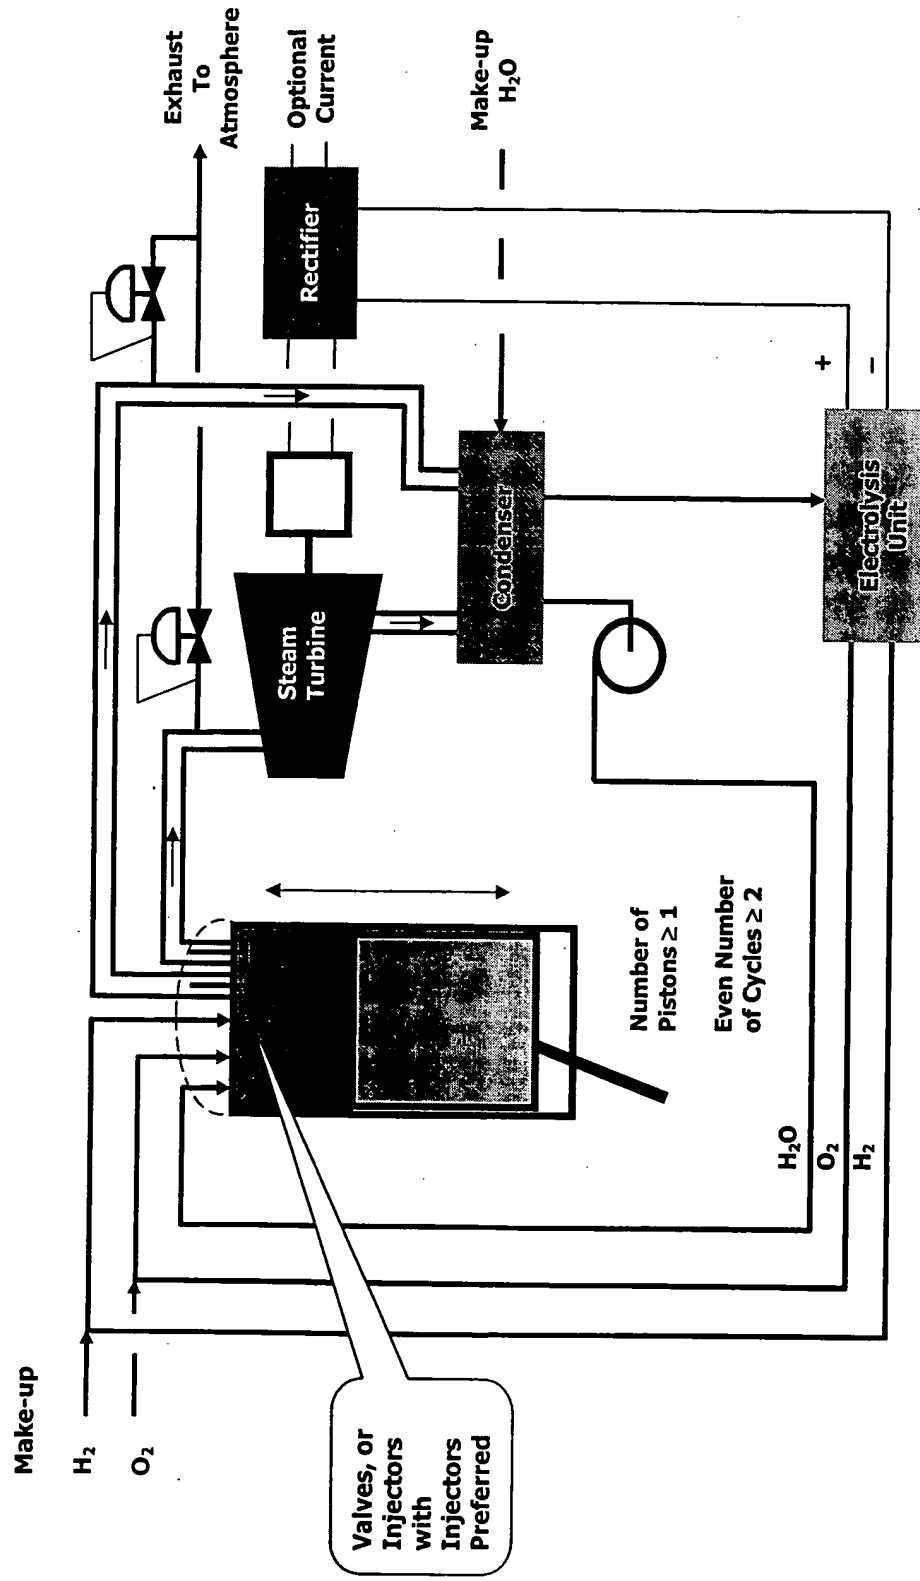 Make-up
H₂
O₂
Valves, or
Injectors
with
Injectors
Preferred
H₂O
O₂
H₂
Number of
Pistons ≥ 1
Even Number
of Cycles ≥ 2
Steam
Turbine
Condenser
Electrolysis
Unit
+
−
Rectifier
Exhaust
To
Atmosphere
Optional
Current
Make-up
H₂O